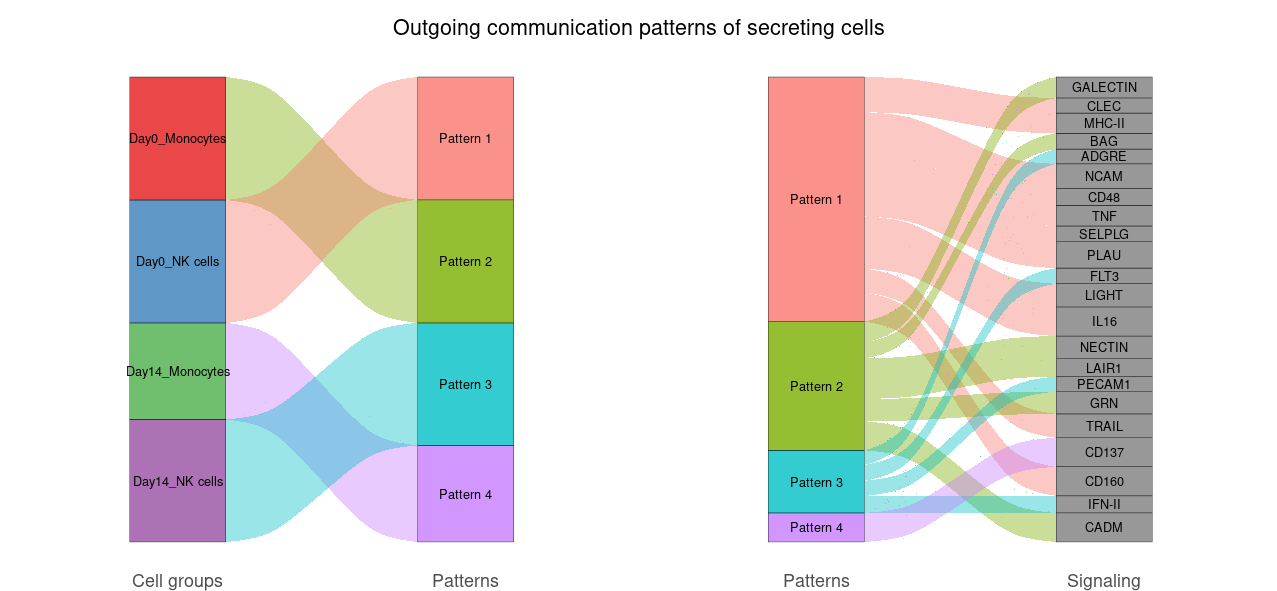 Outgoing communication patterns of secreting cells
Day0_Monocytes
Day0_NK cells
Day14_Monocytes
Day14_NK cells
Pattern 1
Pattern 2
Pattern 3
Pattern 4
Cell groups
Patterns
Pattern 1
Pattern 2
Pattern 3
Pattern 4
GALECTIN
CLEC
MHC-II
BAG
ADGRE
NCAM
CD48
TNF
SELPLG
PLAU
FLT3
LIGHT
IL16
NECTIN
LAIR1
PECAM1
GRN
TRAIL
CD137
CD160
IFN-II
CADM
Patterns
Signaling